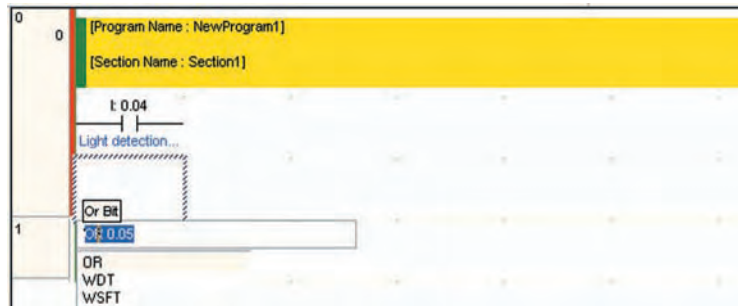 0
0
[Program Name : NewProgram1]
[Section Name : Section1]
I: 0.04
Light detection...
Or Bit
1
OR 0.05
OR
WDT
WSFT